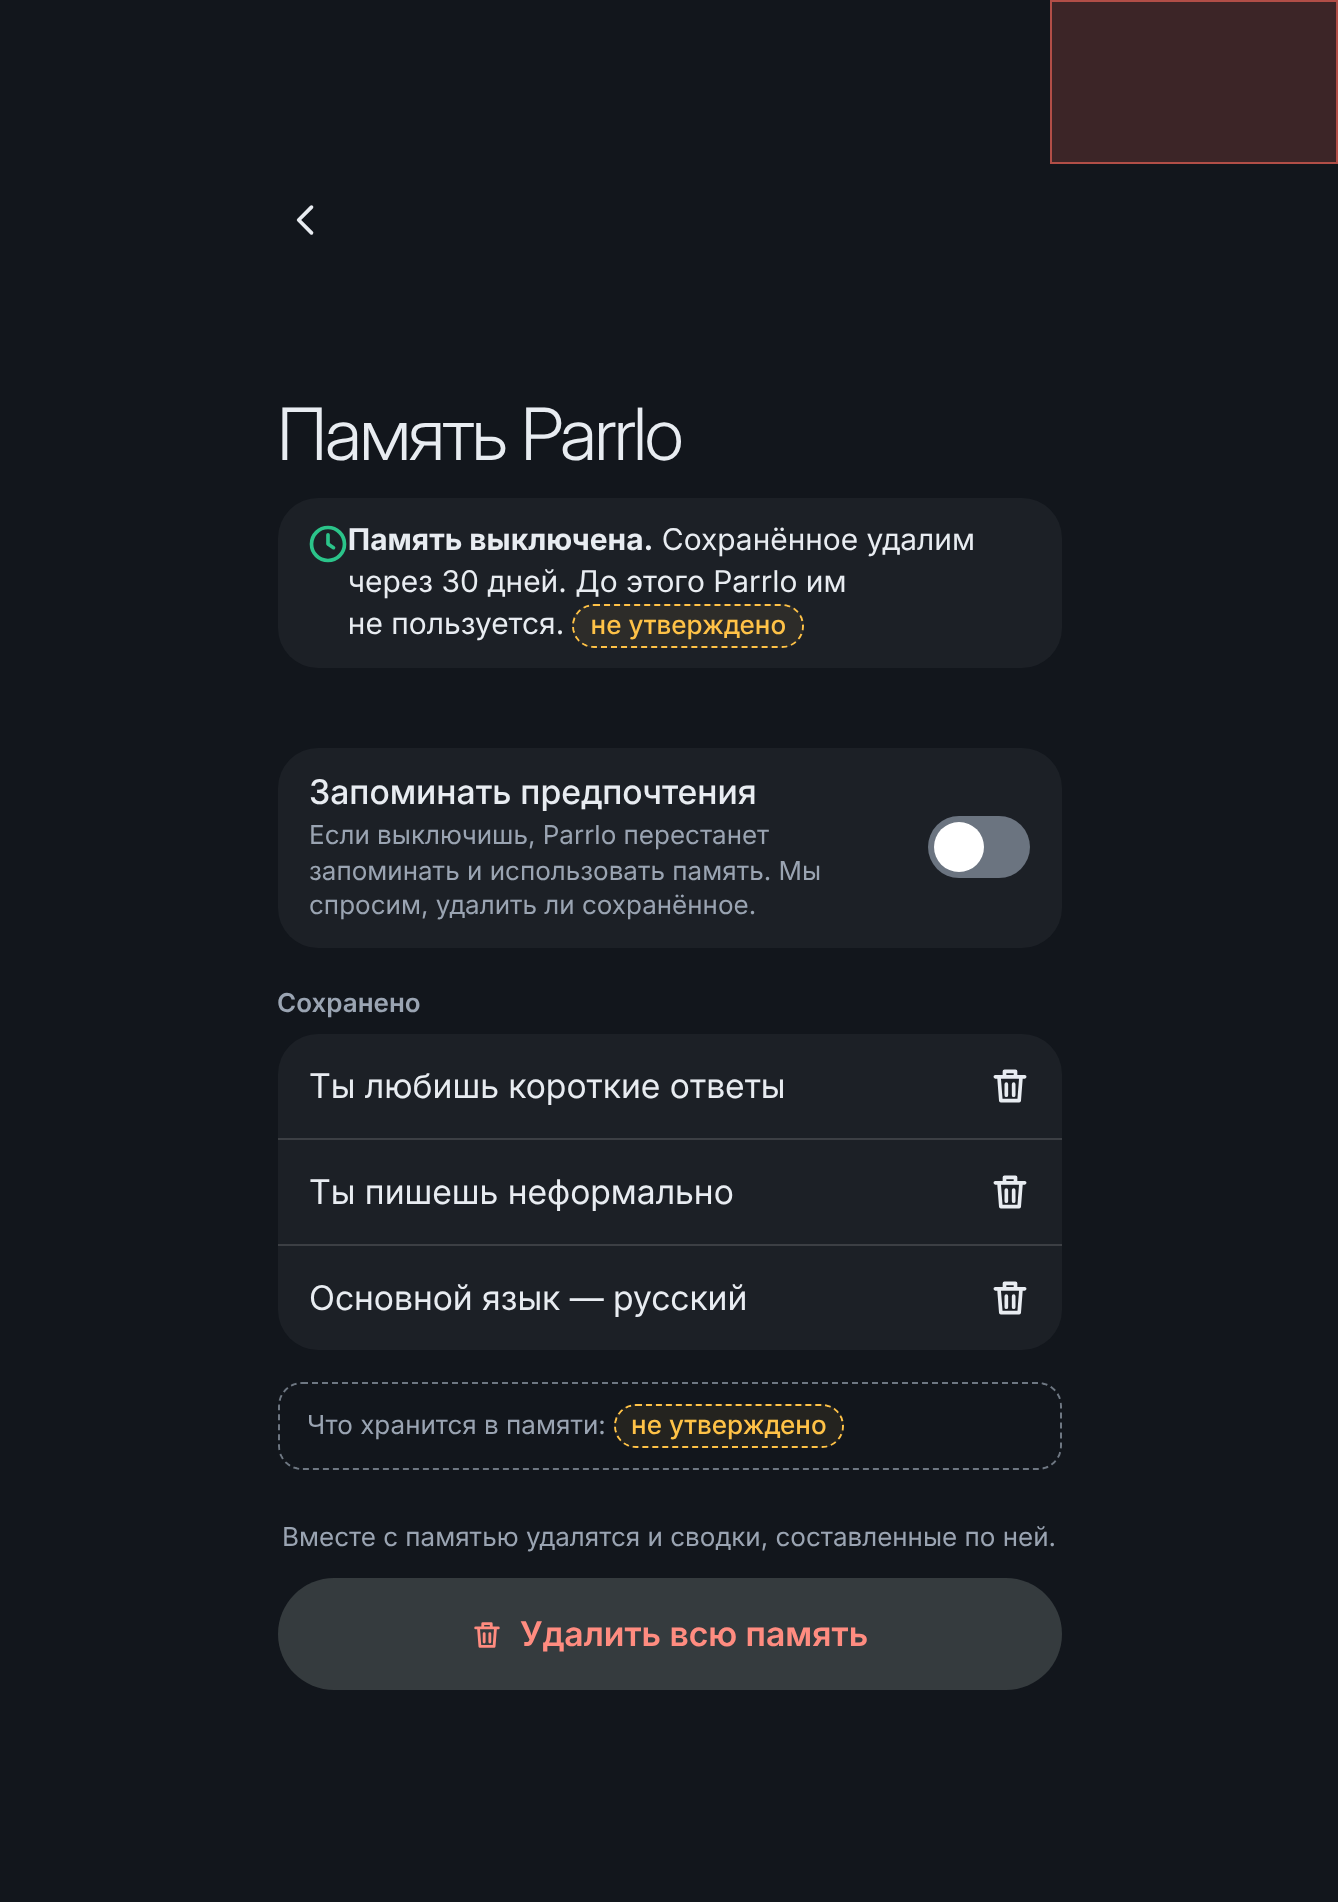 Память Parrlo
Память выключена. Сохранённое удалим
через 30 дней. До этого Parrlo им
не пользуется. не утверждено
Запоминать предпочтения
Если выключишь, Parrlo перестанет
запоминать и использовать память. Мы
спросим, удалить ли сохранённое.
Сохранено
Ты любишь короткие ответы
Ты пишешь неформально
Основной язык — русский
Что хранится в памяти: не утверждено
Вместе с памятью удалятся и сводки, составленные по ней.
Удалить всю память